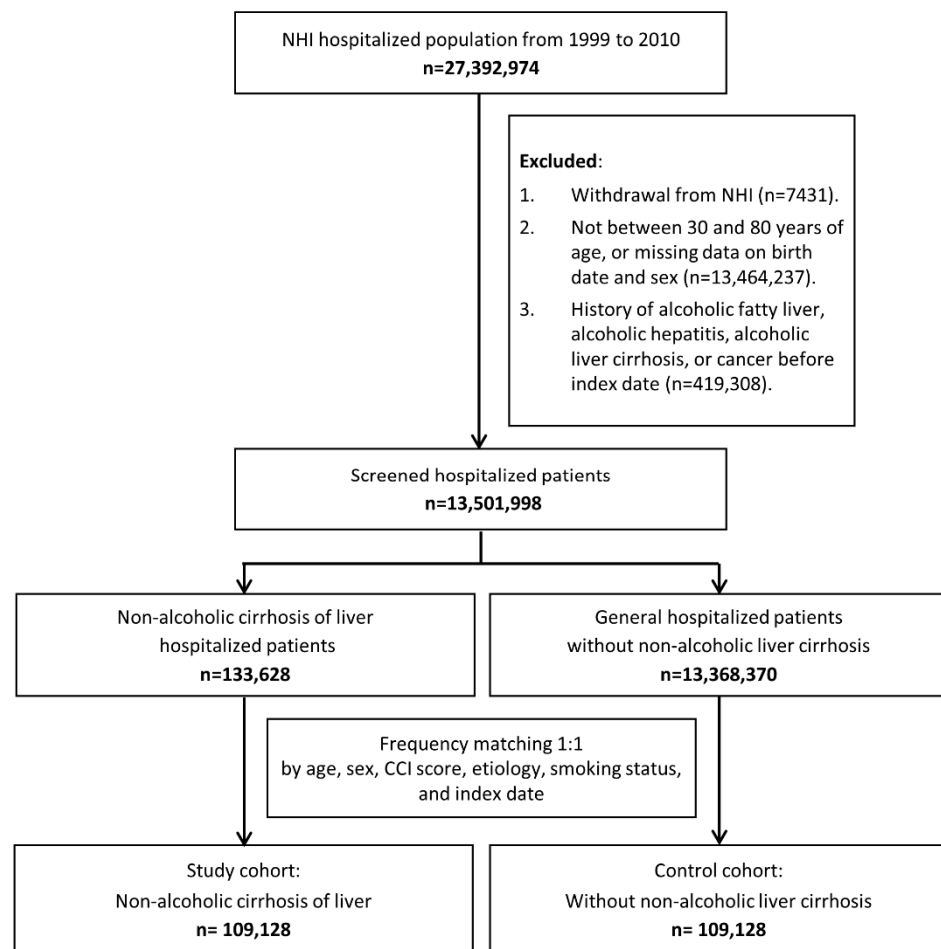 NHI hospitalized population from 1999 to 2010
n=27,392,974
Excluded:
1. Withdrawal from NHI (n=7431).
2. Not between 30 and 80 years of
age, or missing data on birth
date and sex (n=13,464,237).
3. History of alcoholic fatty liver,
alcoholic hepatitis, alcoholic
liver cirrhosis, or cancer before
index date (n=419,308).
Screened hospitalized patients
n=13,501,998
Non-alcoholic cirrhosis of liver
hospitalized patients
n=133,628
General hospitalized patients
without non-alcoholic liver cirrhosis
n=13,368,370
Frequency matching 1:1
by age, sex, CCI score, etiology, smoking status,
and index date
Study cohort:
Non-alcoholic cirrhosis of liver
n= 109,128
Control cohort:
Without non-alcoholic liver cirrhosis
n= 109,128